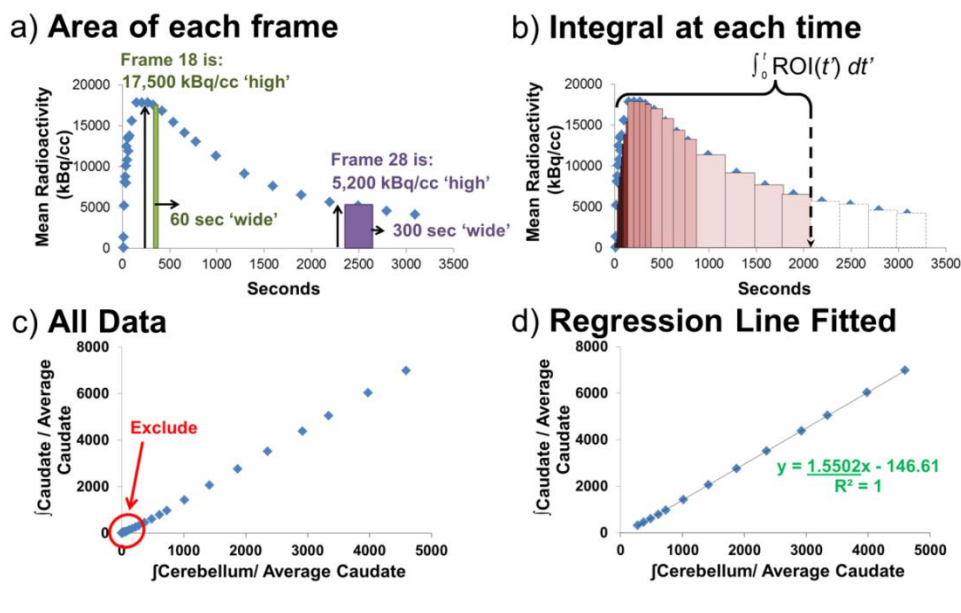 a) Area of each frame
Frame 18 is:
17,500 kBq/cc ‘high’
Mean Radioactivity
(kBq/cc)
20000
15000
10000
5000
0
Frame 28 is:
5,200 kBq/cc ‘high’
60 sec ‘wide’
300 sec ‘wide’
0 500 1000 1500 2000 2500 3000 3500
Seconds
b) Integral at each time
∫₀ᵗ ROI(t’) dt’
Mean Radioactivity
(kBq/cc)
20000
15000
10000
5000
0
0 500 1000 1500 2000 2500 3000 3500
Seconds
c) All Data
∫Caudate / Average
Caudate
8000
6000
4000
2000
0
Exclude
0 1000 2000 3000 4000 5000
∫Cerebellum/ Average Caudate
d) Regression Line Fitted
∫Caudate / Average
Caudate
8000
6000
4000
2000
0
y = 1.5502x - 146.61
R² = 1
0 1000 2000 3000 4000 5000
∫Cerebellum/ Average Caudate